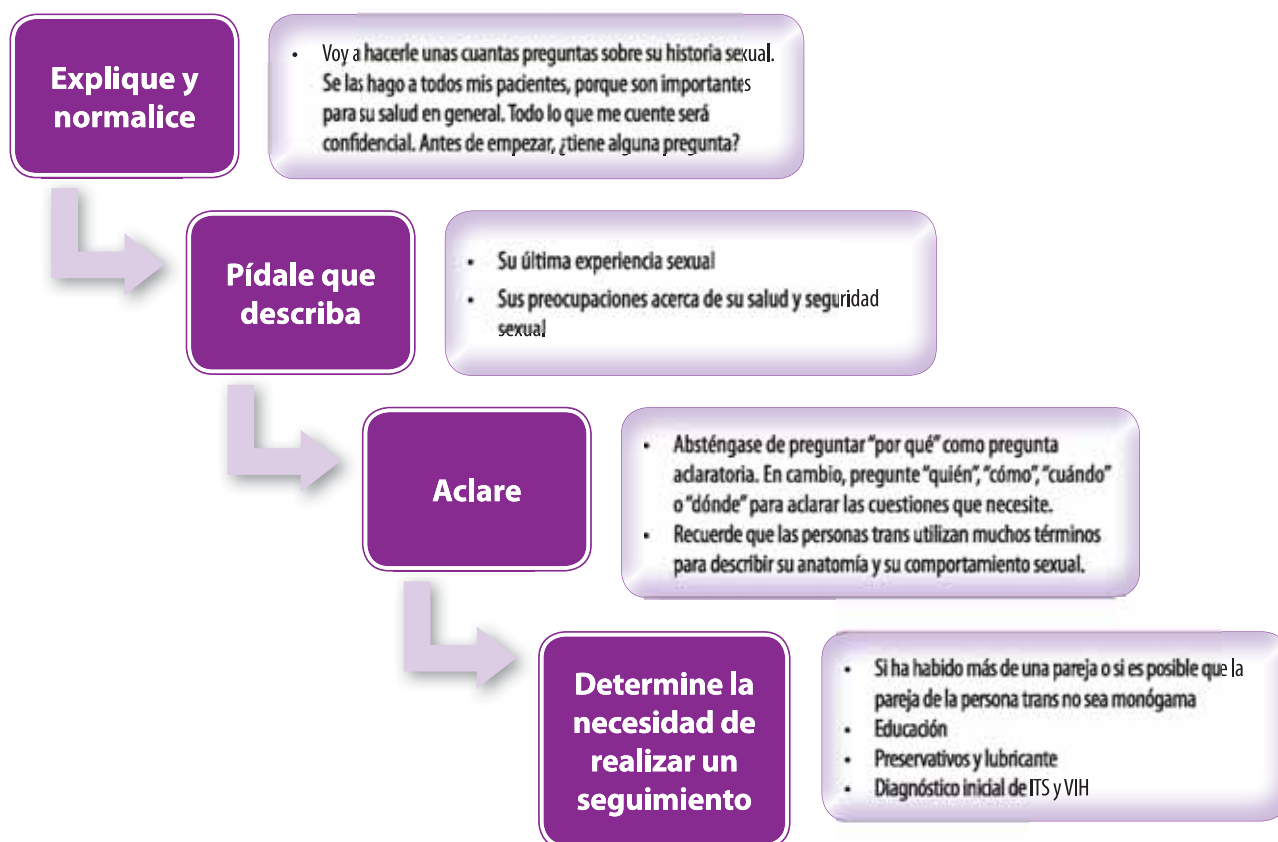 Explique y
normalice
• Voy a hacerle unas cuantas preguntas sobre su historia sexual.
Se las hago a todos mis pacientes, porque son importantes
para su salud en general. Todo lo que me cuente será
confidencial. Antes de empezar, ¿tiene alguna pregunta?
Pídale que
describa
• Su última experiencia sexual
• Sus preocupaciones acerca de su salud y seguridad
sexual
Aclare
• Absténgase de preguntar “por qué” como pregunta
aclaratoria. En cambio, pregunte “quién”, “cómo”, “cuándo”
o “dónde” para aclarar las cuestiones que necesite.
• Recuerde que las personas trans utilizan muchos términos
para describir su anatomía y su comportamiento sexual.
Determine la
necesidad de
realizar un
seguimiento
• Si ha habido más de una pareja o si es posible que la
pareja de la persona trans no sea monógama
• Educación
• Preservativos y lubricante
• Diagnóstico inicial de ITS y VIH